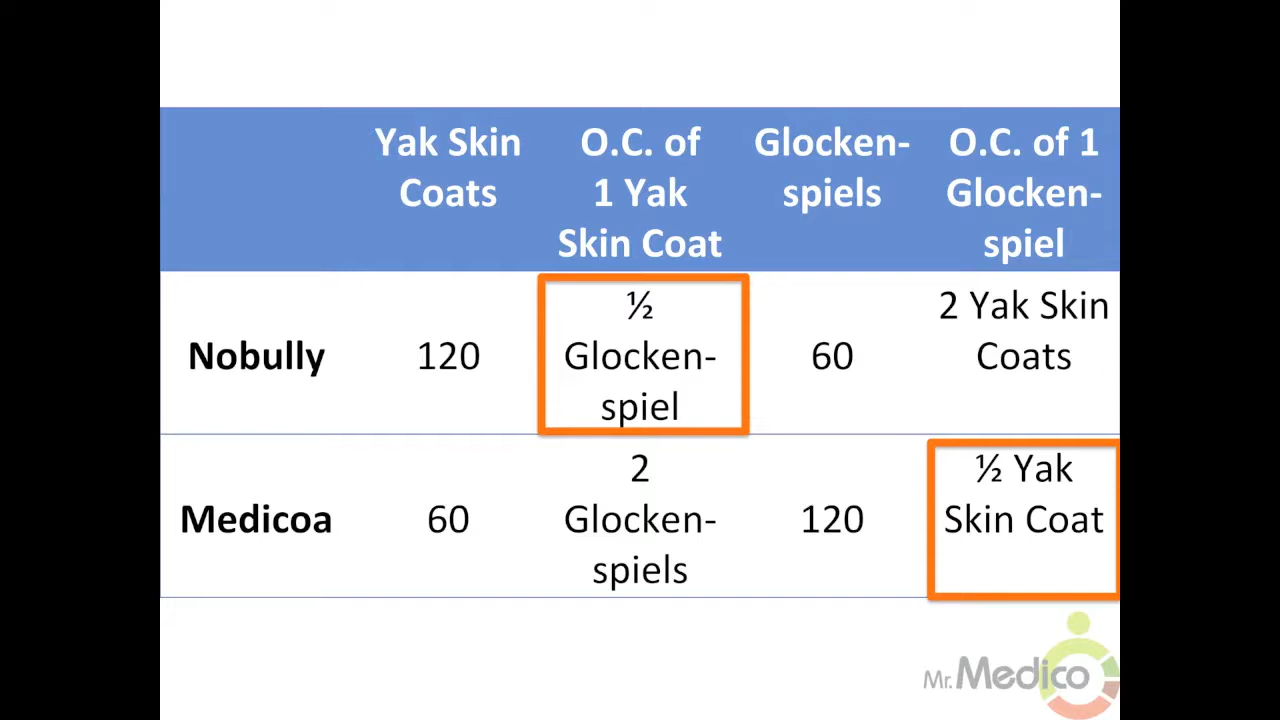 Yak Skin Coats
O.C. of 1 Yak Skin Coat
Glocken-spiels
O.C. of 1 Glocken-spiel
Nobully
120
½ Glocken-spiel
60
2 Yak Skin Coats
Medicoa
60
2 Glocken-spiels
120
½ Yak Skin Coat
Mr. Medico